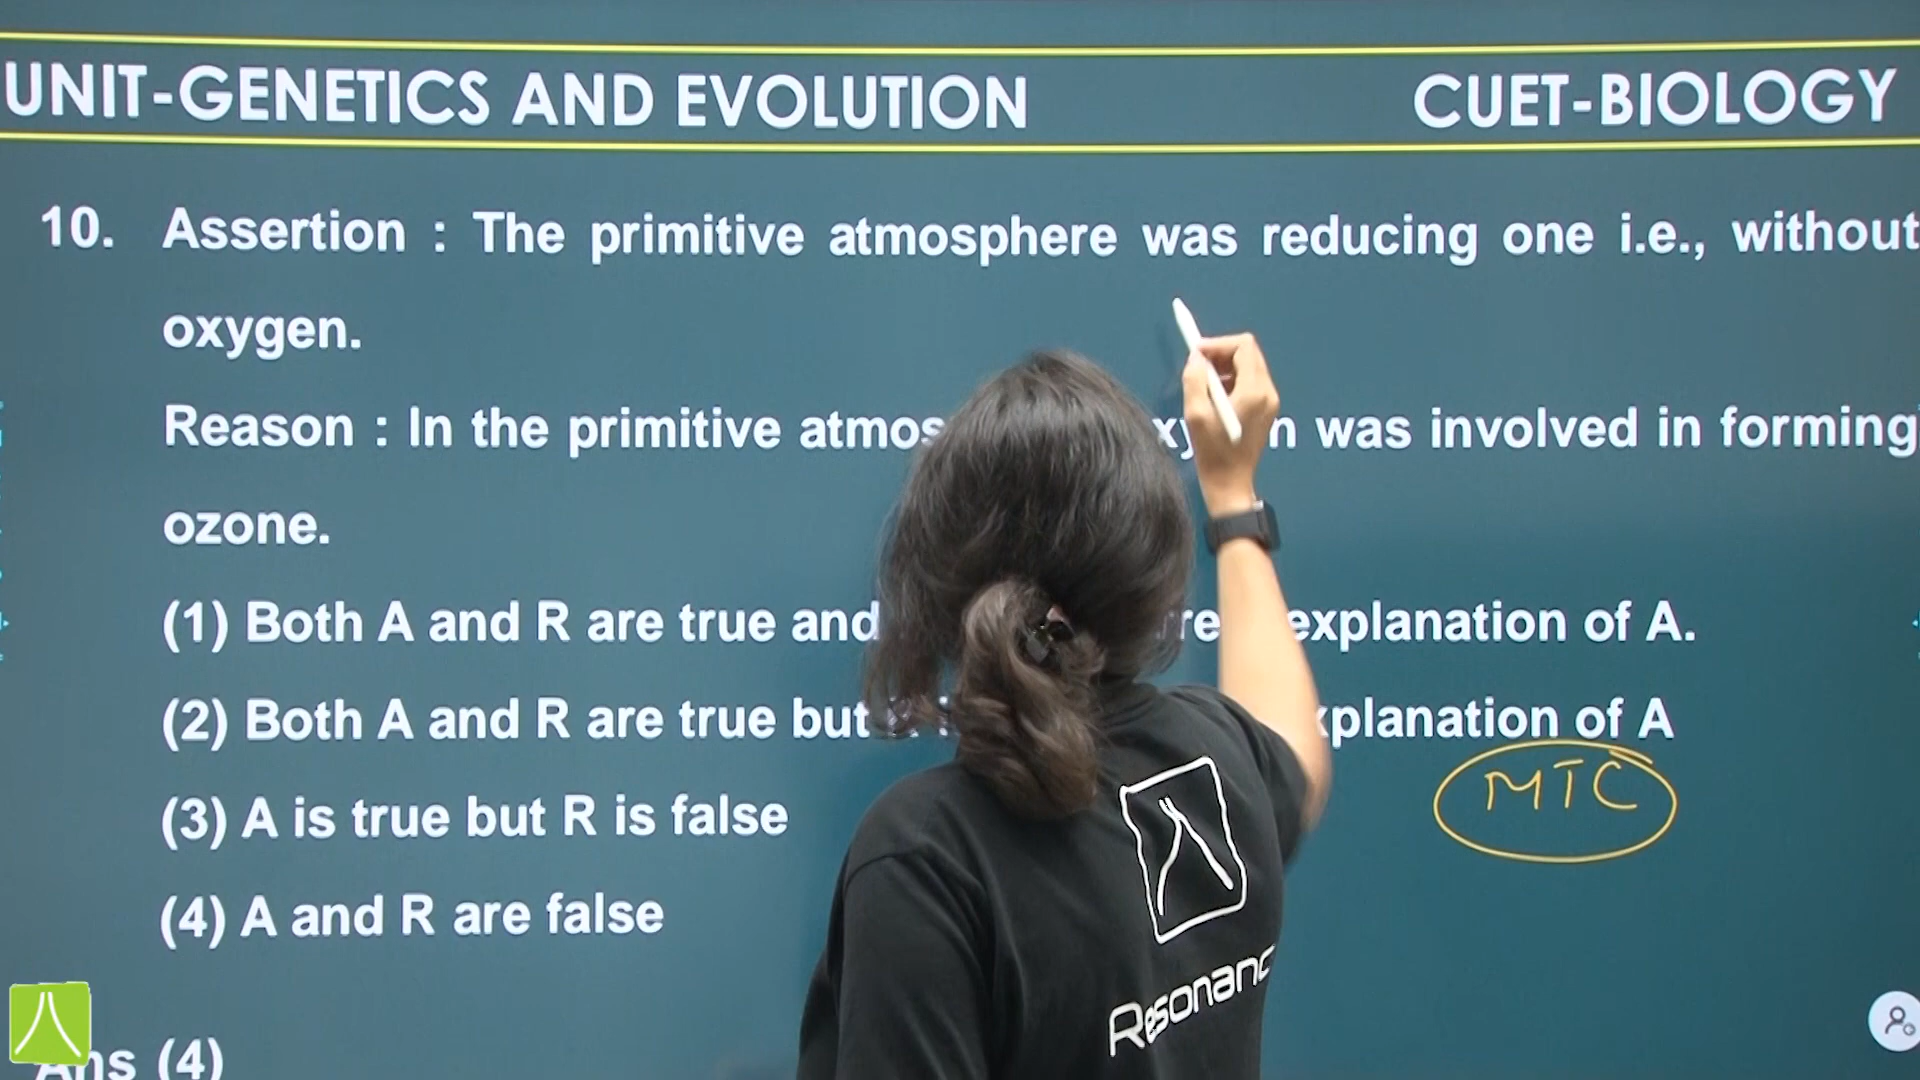 UNIT-GENETICS AND EVOLUTION CUET-BIOLOGY
10. Assertion : The primitive atmosphere was reducing one i.e., without
oxygen.
Reason : In the primitive was involved in forming
ozone.
(1) Both A and R are true and explanation of A.
(2) Both A and R are true but explanation of A
MTC
(3) A is true but R is false
(4) A and R are false
Resonanc
Ans (4)